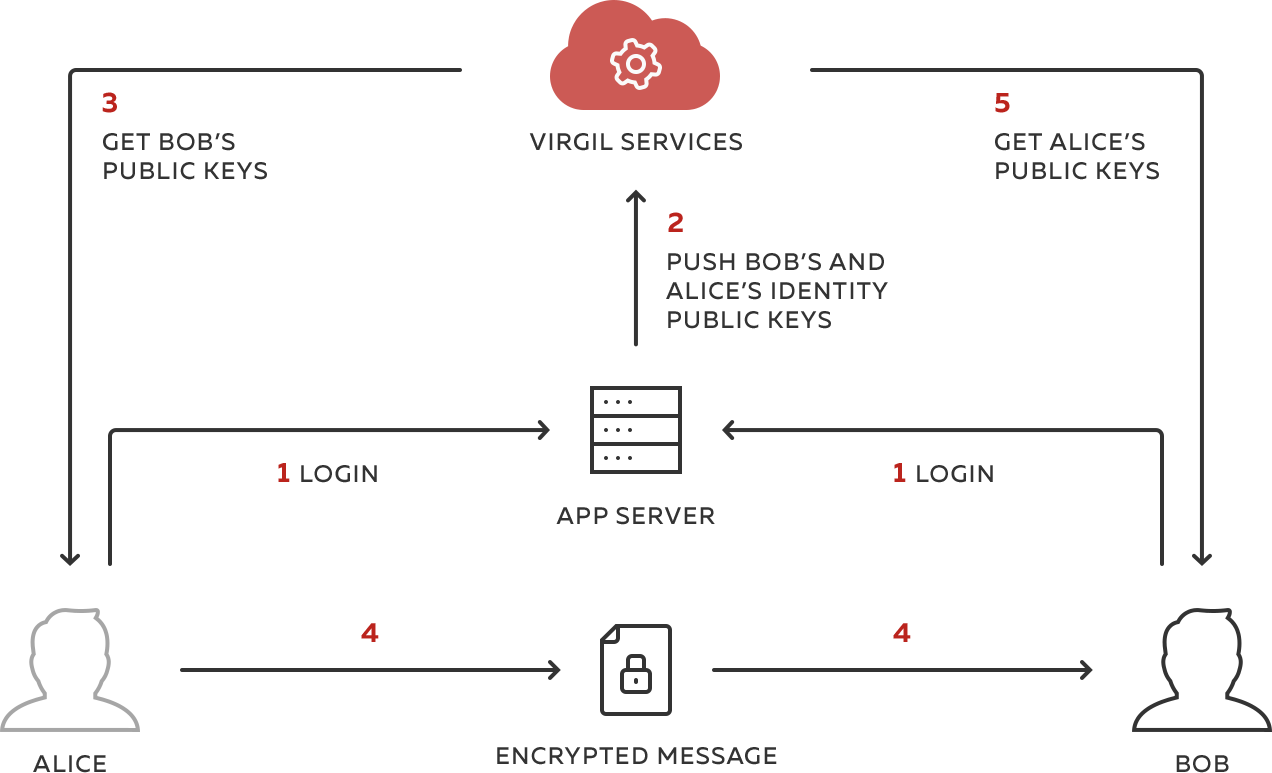 3
GET BOB'S
PUBLIC KEYS
VIRGIL SERVICES
5
GET ALICE'S
PUBLIC KEYS
2
PUSH BOB'S AND
ALICE'S IDENTITY
PUBLIC KEYS
1 LOGIN
1 LOGIN
APP SERVER
4
4
ALICE
ENCRYPTED MESSAGE
BOB